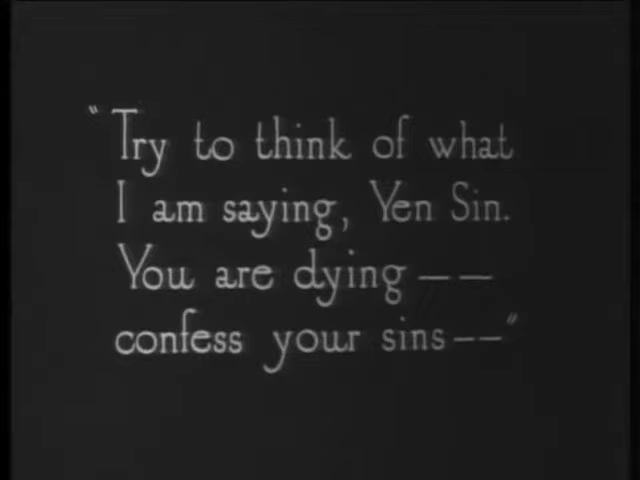 "Try to think of what
I am saying, Yen Sin.
You are dying — —
confess your sins — —"